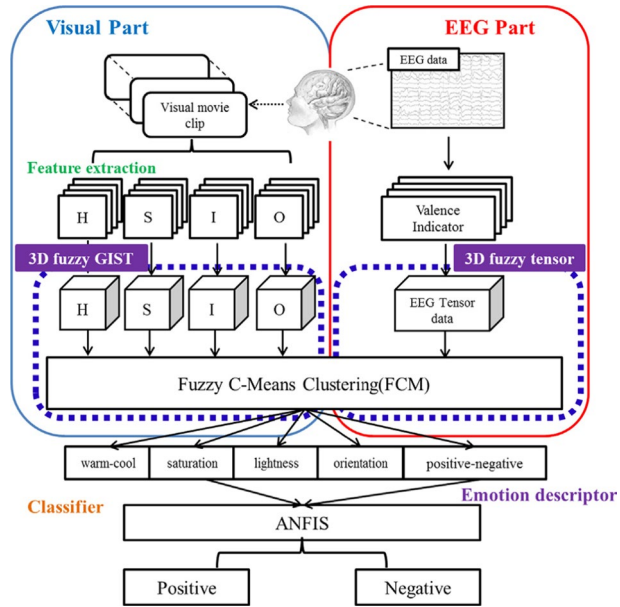 Visual Part
EEG Part
EEG data
Visual movie
clip
Feature extraction
H
S
I
O
Valence
Indicator
3D fuzzy GIST
3D fuzzy tensor
H
S
I
O
EEG Tensor
data
Fuzzy C-Means Clustering(FCM)
warm-cool
saturation
lightness
orientation
positive-negative
Classifier
Emotion descriptor
ANFIS
Positive
Negative